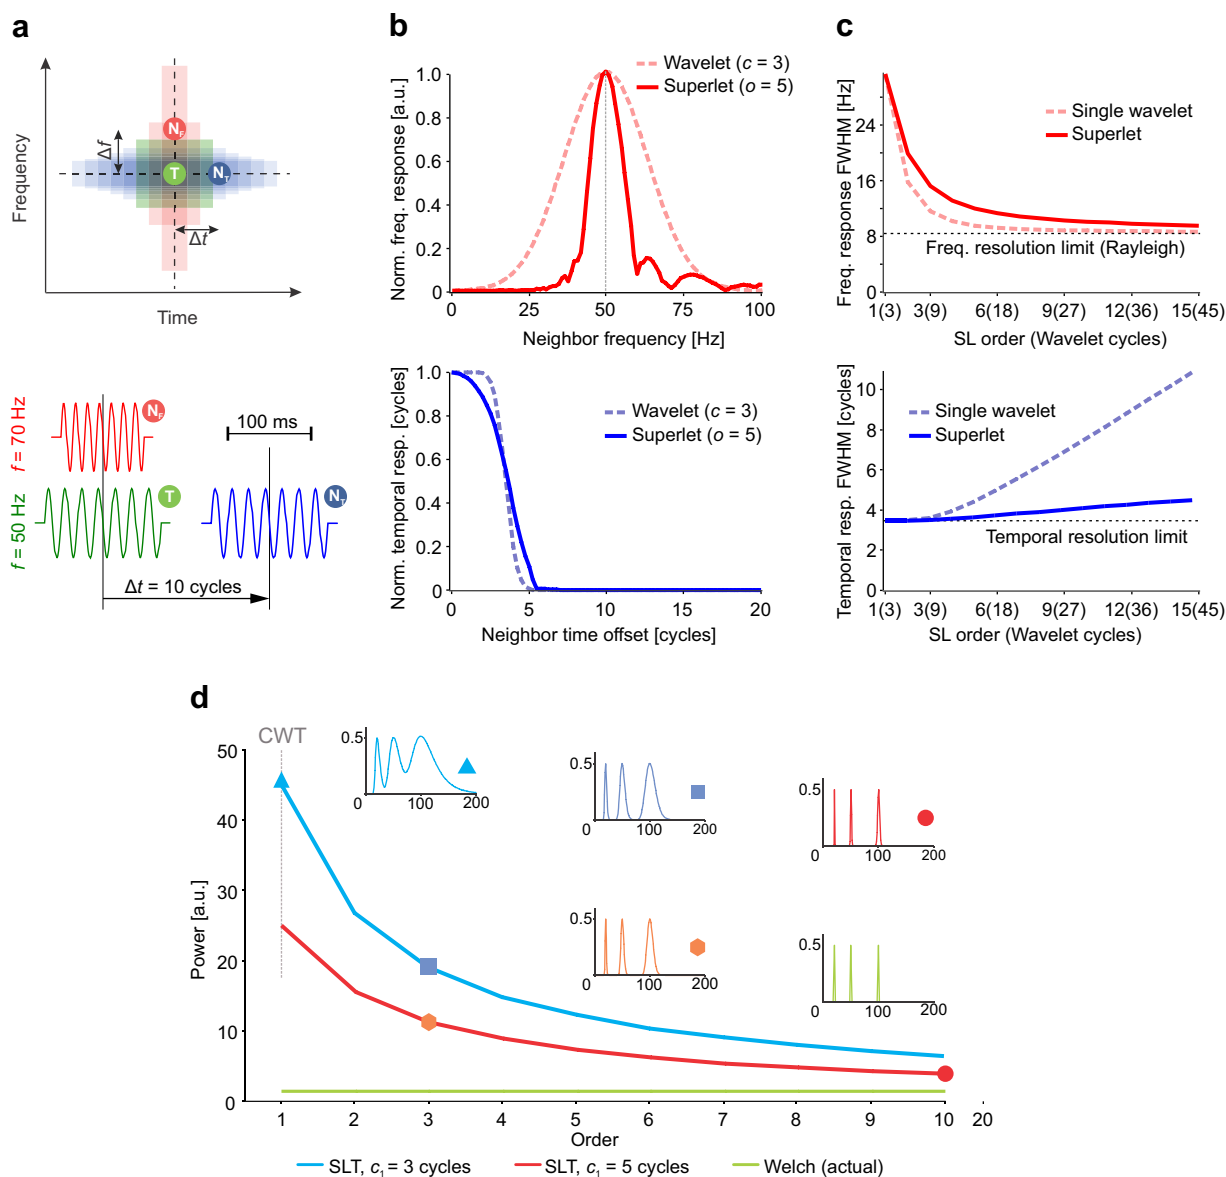 a
Frequency
Δf
N_F
T
N_T
Δt
Time
f = 70 Hz
N_F
100 ms
f = 50 Hz
T
N_T
Δt = 10 cycles
b
Norm. freq. response [a.u.]
1.0
0.8
0.6
0.4
0.2
0
Wavelet (c = 3)
Superlet (o = 5)
0 25 50 75 100
Neighbor frequency [Hz]
Norm. temporal resp. [cycles]
1.0
0.8
0.6
0.4
0.2
0
Wavelet (c = 3)
Superlet (o = 5)
0 5 10 15 20
Neighbor time offset [cycles]
c
Freq. response FWHM [Hz]
24
16
8
0
Single wavelet
Superlet
Freq. resolution limit (Rayleigh)
1(3) 3(9) 6(18) 9(27) 12(36) 15(45)
SL order (Wavelet cycles)
Temporal resp. FWHM [cycles]
10
8
6
4
2
0
Single wavelet
Superlet
Temporal resolution limit
1(3) 3(9) 6(18) 9(27) 12(36) 15(45)
SL order (Wavelet cycles)
d
Power [a.u.]
50
40
30
20
10
0
CWT
0.5
0 100 200
0.5
0 100 200
0.5
0 100 200
0.5
0 100 200
0.5
0 100 200
1 2 3 4 5 6 7 8 9 10 20
Order
SLT, c₁ = 3 cycles
SLT, c₁ = 5 cycles
Welch (actual)